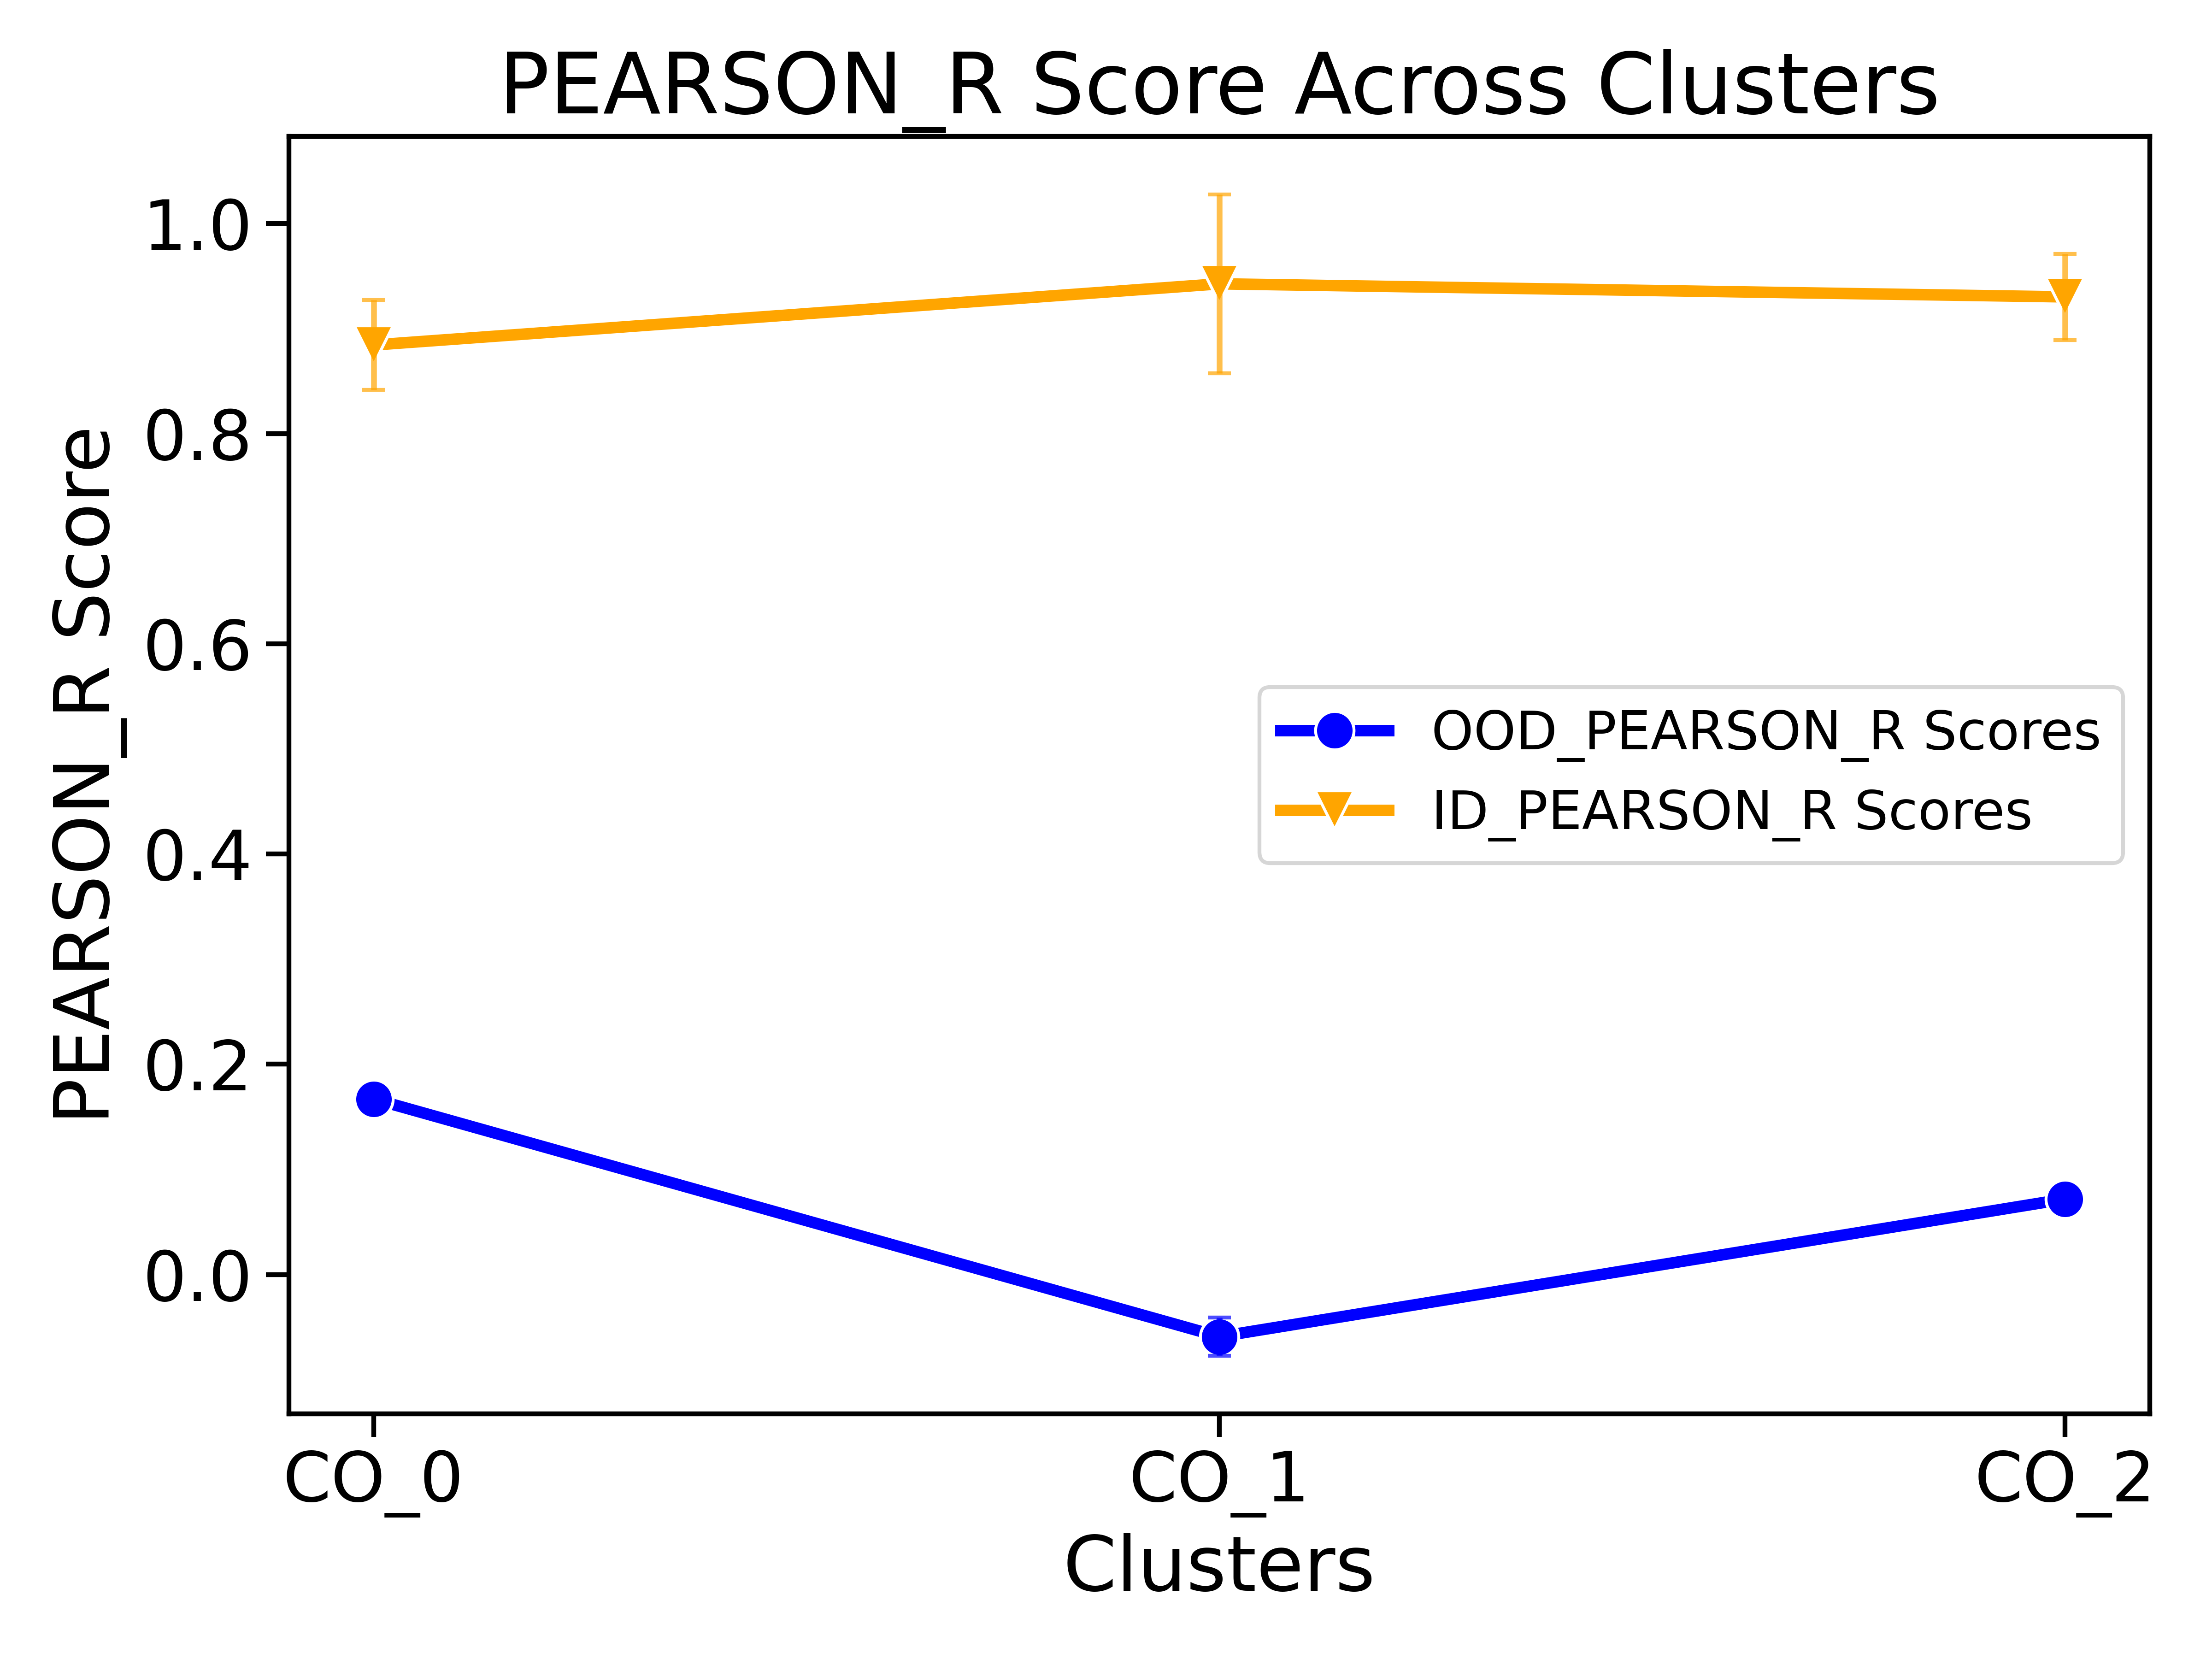 PEARSON_R Score Across Clusters
PEARSON_R Score
1.0
0.8
0.6
0.4
0.2
0.0
OOD_PEARSON_R Scores
ID_PEARSON_R Scores
CO_0 CO_1 CO_2
Clusters